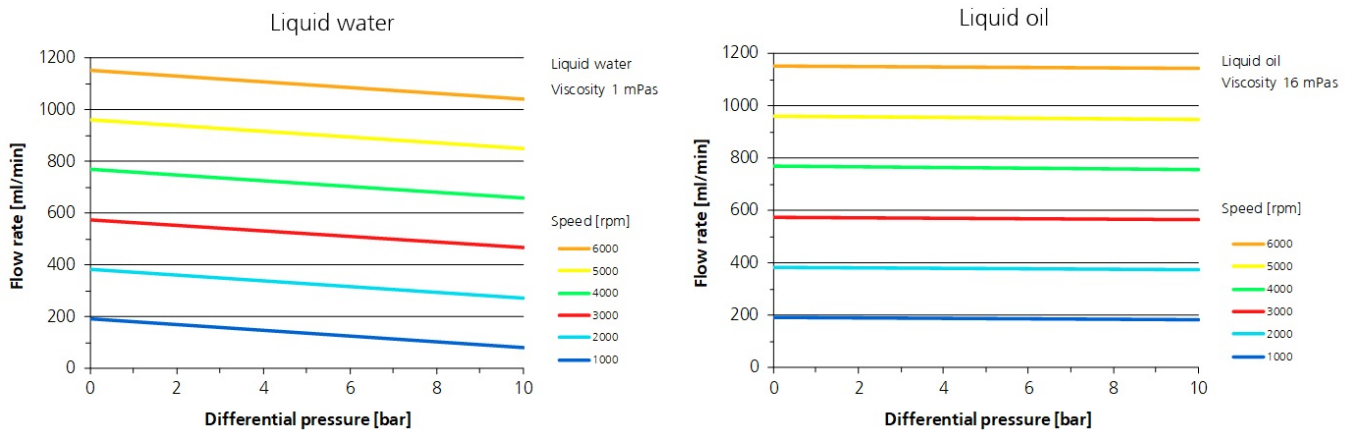 Liquid water
Flow rate [ml/min]
1200
1000
800
600
400
200
0
0 2 4 6 8 10
Differential pressure [bar]
Liquid water
Viscosity 1 mPas
Speed [rpm]
6000
5000
4000
3000
2000
1000
Liquid oil
Flow rate [ml/min]
1200
1000
800
600
400
200
0
0 2 4 6 8 10
Differential pressure [bar]
Liquid oil
Viscosity 16 mPas
Speed [rpm]
6000
5000
4000
3000
2000
1000